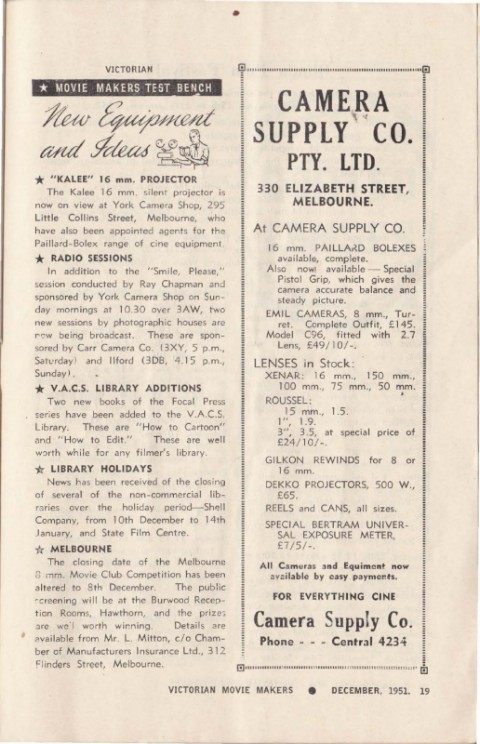 VICTORIAN
★ MOVIE MAKERS TEST BENCH
New Equipment
and Ideas
★ "KALEE" 16 mm. PROJECTOR
The Kalee 16 mm. silent projector is
now on view at York Camera Shop, 295
Little Collins Street, Melbourne, who
have also been appointed agents for the
Paillard-Bolex range of cine equipment.
★ RADIO SESSIONS
In addition to the "Smile, Please,"
session conducted by Ray Chapman and
sponsored by York Camera Shop on Sun-
day mornings at 10.30 over 3AW, two
new sessions by photographic houses are
now being broadcast. These are spon-
sored by Carr Camera Co. (3XY, 5 p.m.,
Saturday) and Ilford (3DB, 4.15 p.m.,
Sunday).
★ V.A.C.S. LIBRARY ADDITIONS
Two new books of the Focal Press
series have been added to the V.A.C.S.
Library. These are "How to Cartoon"
and "How to Edit." These are well
worth while for any filmer's library.
☆ LIBRARY HOLIDAYS
News has been received of the closing
of several of the non-commercial lib-
raries over the holiday period—Shell
Company, from 10th December to 14th
January, and State Film Centre.
☆ MELBOURNE
The closing date of the Melbourne
8 mm. Movie Club Competition has been
altered to 8th December. The public
screening will be at the Burwood Recep-
tion Rooms, Hawthorn, and the prizes
are well worth winning. Details are
available from Mr. L. Mitton, c/o Cham-
ber of Manufacturers Insurance Ltd., 312
Flinders Street, Melbourne.
CAMERA
SUPPLY CO.
PTY. LTD.
330 ELIZABETH STREET,
MELBOURNE.
At CAMERA SUPPLY CO.
16 mm. PAILLARD BOLEXES
available, complete.
Also now available — Special
Pistol Grip, which gives the
camera accurate balance and
steady picture.
EMIL CAMERAS, 8 mm., Tur-
ret. Complete Outfit, £145.
Model C96, fitted with 2.7
Lens, £49/10/-.
LENSES in Stock:
XENAR: 16 mm., 150 mm.,
100 mm., 75 mm., 50 mm.
ROUSSEL:
15 mm., 1.5.
1", 1.9.
3", 3.5, at special price of
£24/10/-.
GILKON REWINDS for 8 or
16 mm.
DEKKO PROJECTORS, 500 W.,
£65.
REELS and CANS, all sizes.
SPECIAL BERTRAM UNIVER-
SAL EXPOSURE METER,
£7/5/-.
All Cameras and Equiment now
available by easy payments.
FOR EVERYTHING CINE
Camera Supply Co.
Phone - - - Central 4234
VICTORIAN MOVIE MAKERS ● DECEMBER, 1951. 19